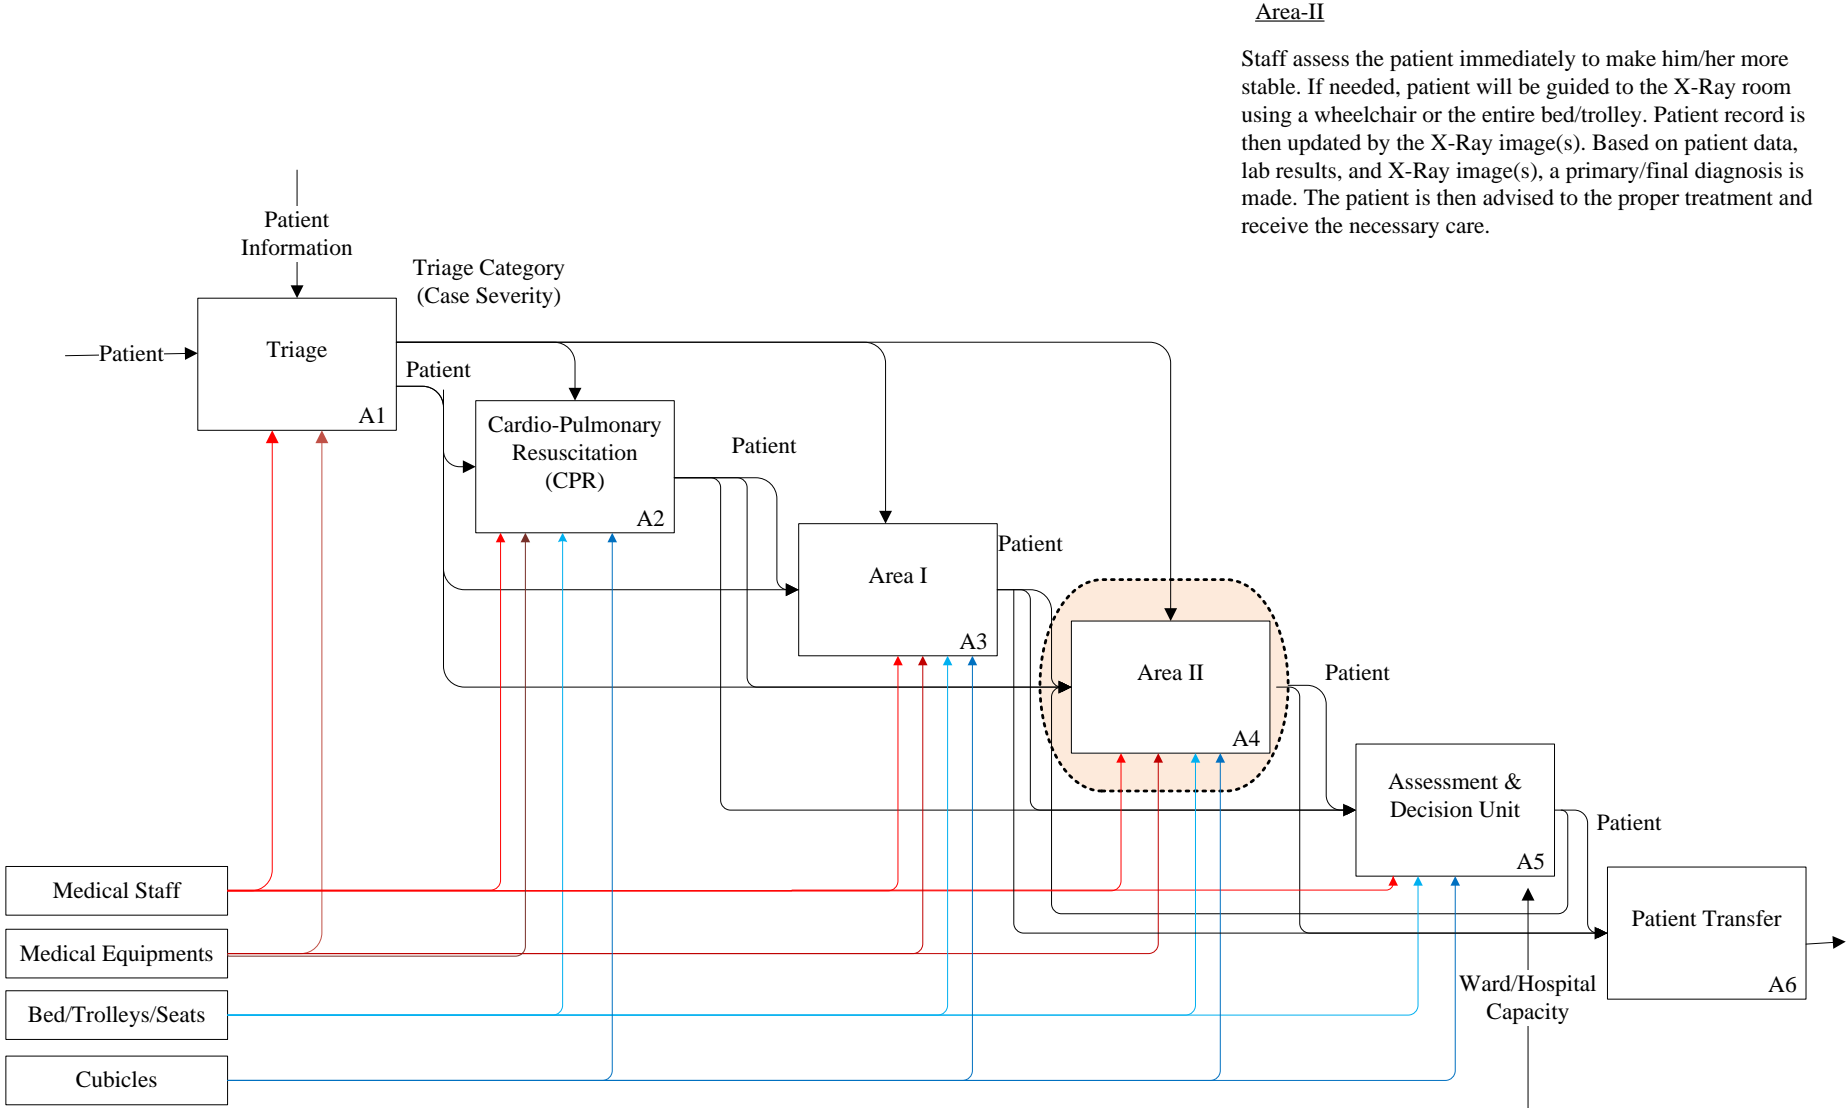 Area-II
Staff assess the patient immediately to make him/her more
stable. If needed, patient will be guided to the X-Ray room
using a wheelchair or the entire bed/trolley. Patient record is
then updated by the X-Ray image(s). Based on patient data,
lab results, and X-Ray image(s), a primary/final diagnosis is
made. The patient is then advised to the proper treatment and
receive the necessary care.
Patient
Information
Triage Category
(Case Severity)
Patient
Triage
A1
Patient
Cardio-Pulmonary
Resuscitation
(CPR)
A2
Patient
Area I
A3
Patient
Area II
A4
Patient
Assessment &
Decision Unit
A5
Patient
Patient Transfer
A6
Ward/Hospital
Capacity
Medical Staff
Medical Equipments
Bed/Trolleys/Seats
Cubicles